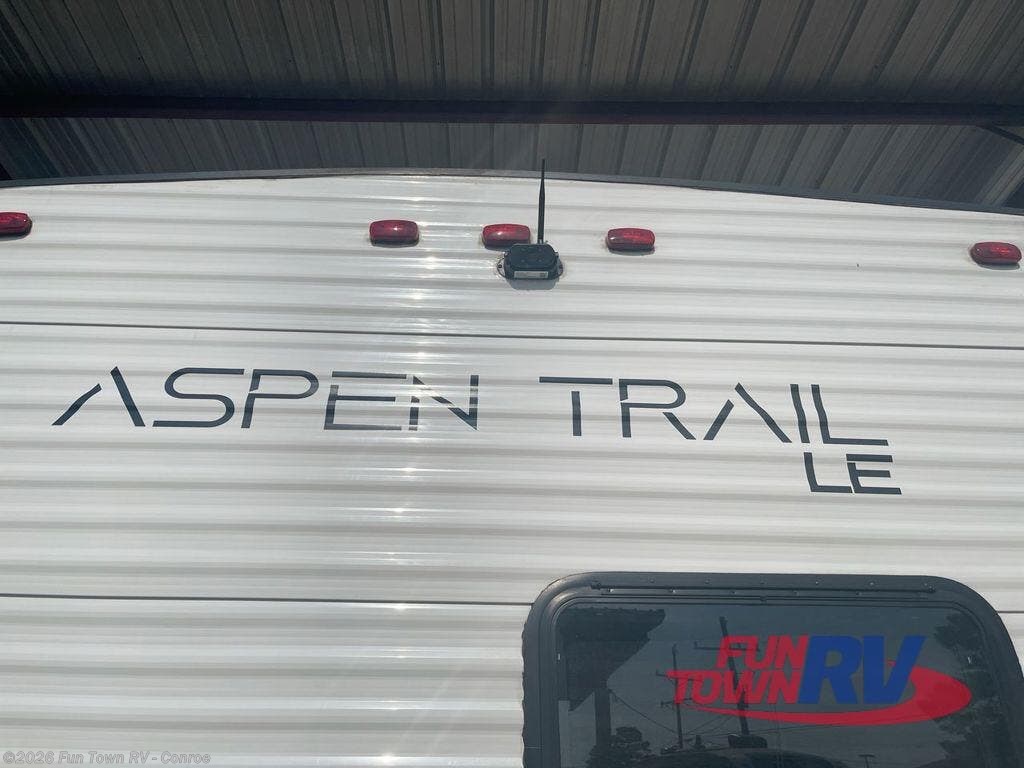 ASPEN TRAIL
LE
FUN
TOWN RV
©2026 Fun Town RV - Conroe